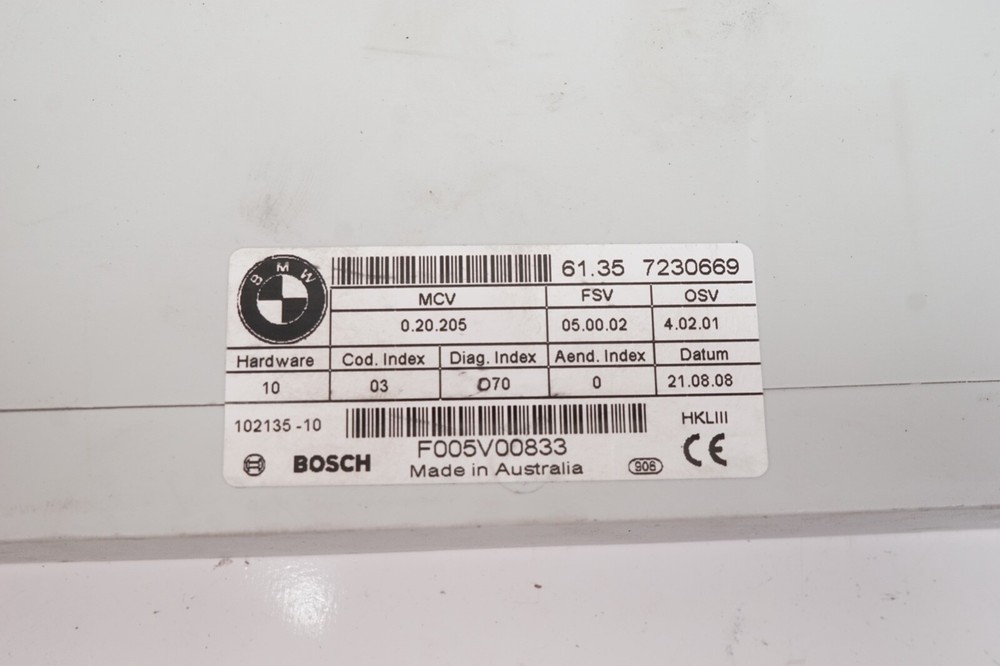 BMW 61.35 7230669
MCV FSV OSV
0.20.205 05.00.02 4.02.01
Hardware Cod. Index Diag. Index Aend. Index Datum
10 03 070 0 21.08.08
102135-10 HKLIII
F005V00833
BOSCH Made in Australia 906 CE